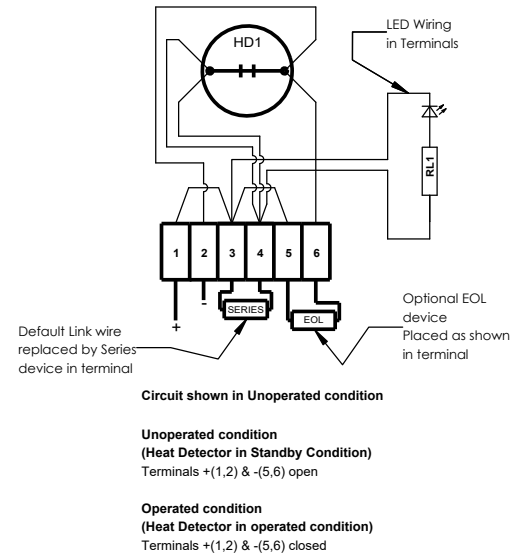 HD1
LED Wiring
in Terminals
RL1
1 2 3 4 5 6
+ -
SERIES
EOL
Default Link wire
replaced by Series
device in terminal
Optional EOL
device
Placed as shown
in terminal
Circuit shown in Unoperated condition
Unoperated condition
(Heat Detector in Standby Condition)
Terminals +(1,2) & -(5,6) open
Operated condition
(Heat Detector in operated condition)
Terminals +(1,2) & -(5,6) closed